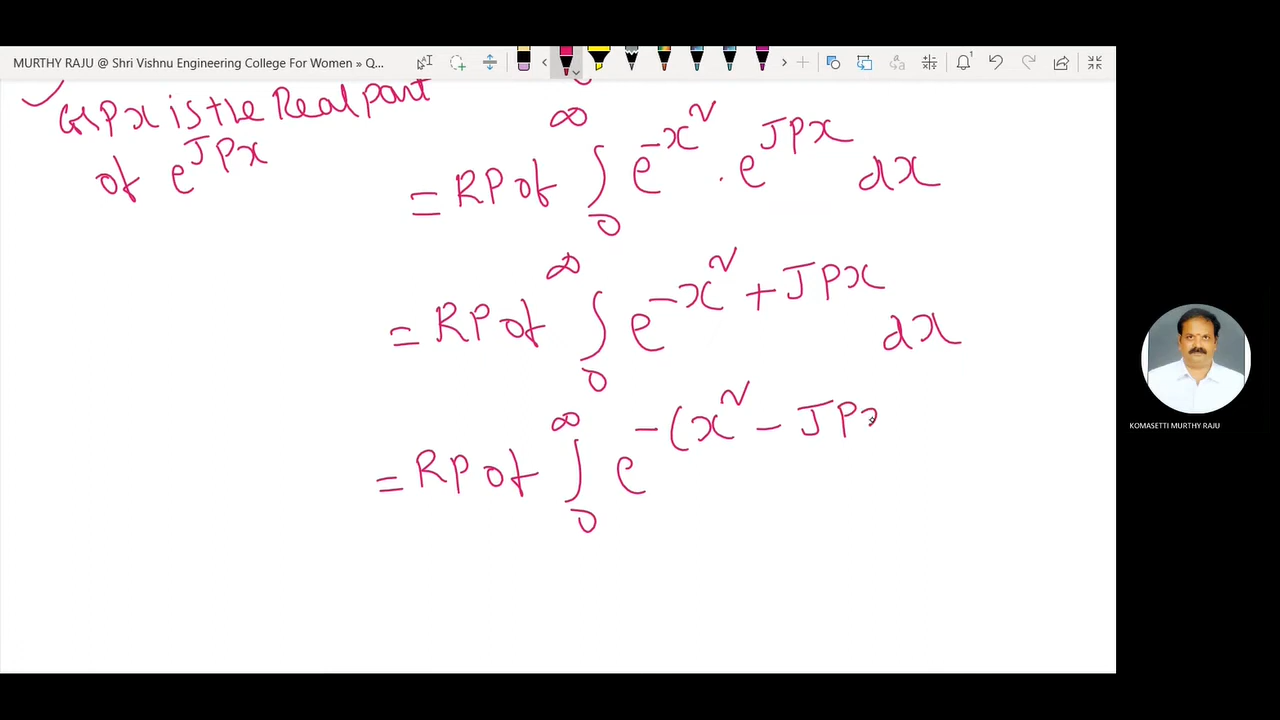 MURTHY RAJU @ Shri Vishnu Engineering College For Women » Q...
Cos px is the Real part
of e^{Jpx}
= RP of ∫_0^∞ e^{-x^2} . e^{JPx} dx
= RP of ∫_0^∞ e^{-x^2 + JPx} dx
= RP of ∫_0^∞ e^{-(x^2 - JPx
KOMASETTI MURTHY RAJU